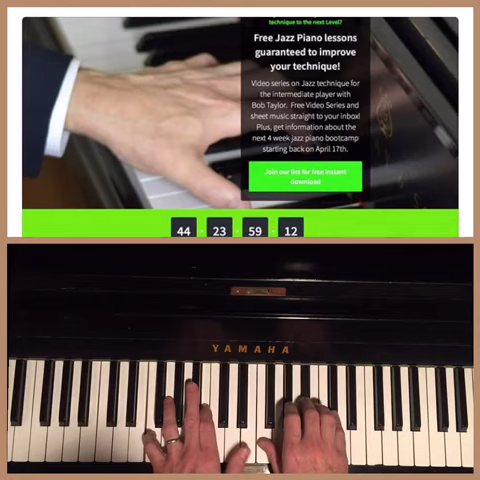 technique to the next Level?
Free Jazz Piano lessons
guaranteed to improve
your technique!
Video series on Jazz technique for
the intermediate player with
Bob Taylor. Free Video Series and
sheet music straight to your inbox!
Plus, get information about the
next 4 week jazz piano bootcamp
starting back on April 17th.
Join our list for free instant
download
44 - 23 - 59 - 12
YAMAHA